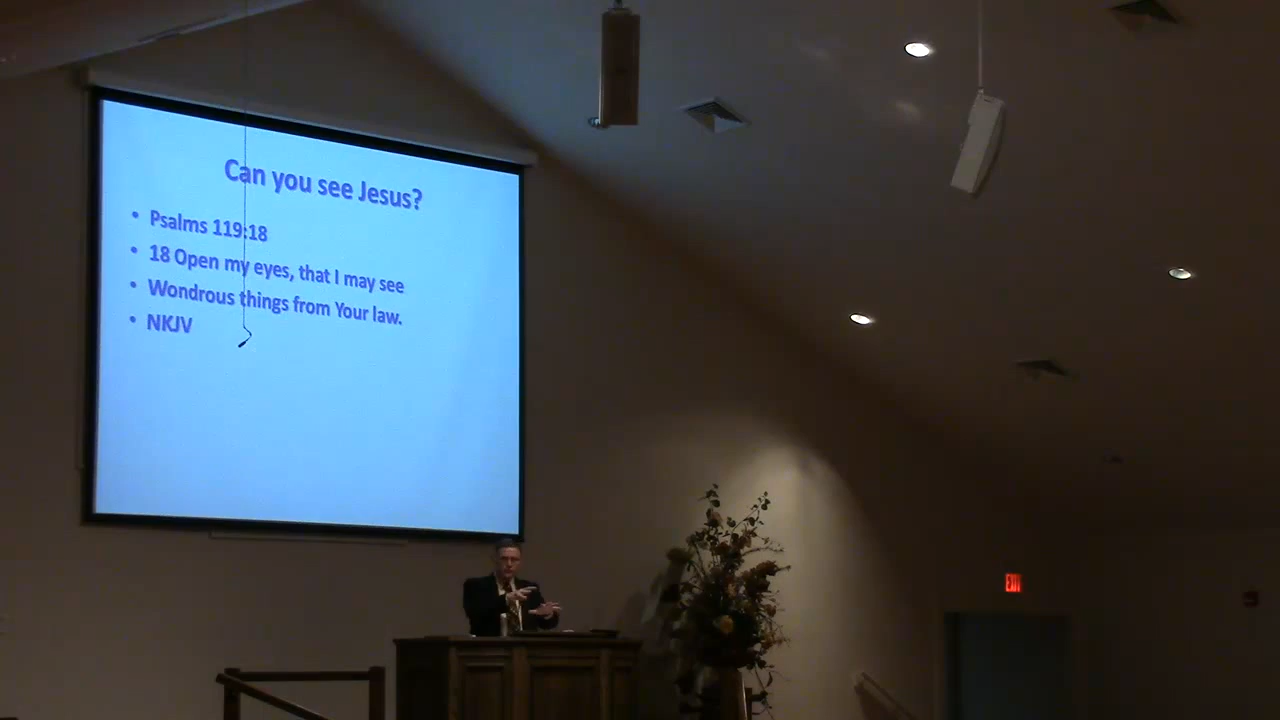 Can you see Jesus?
• Psalms 119:18
• 18 Open my eyes, that I may see
• Wondrous things from Your law.
• NKJV
EXIT